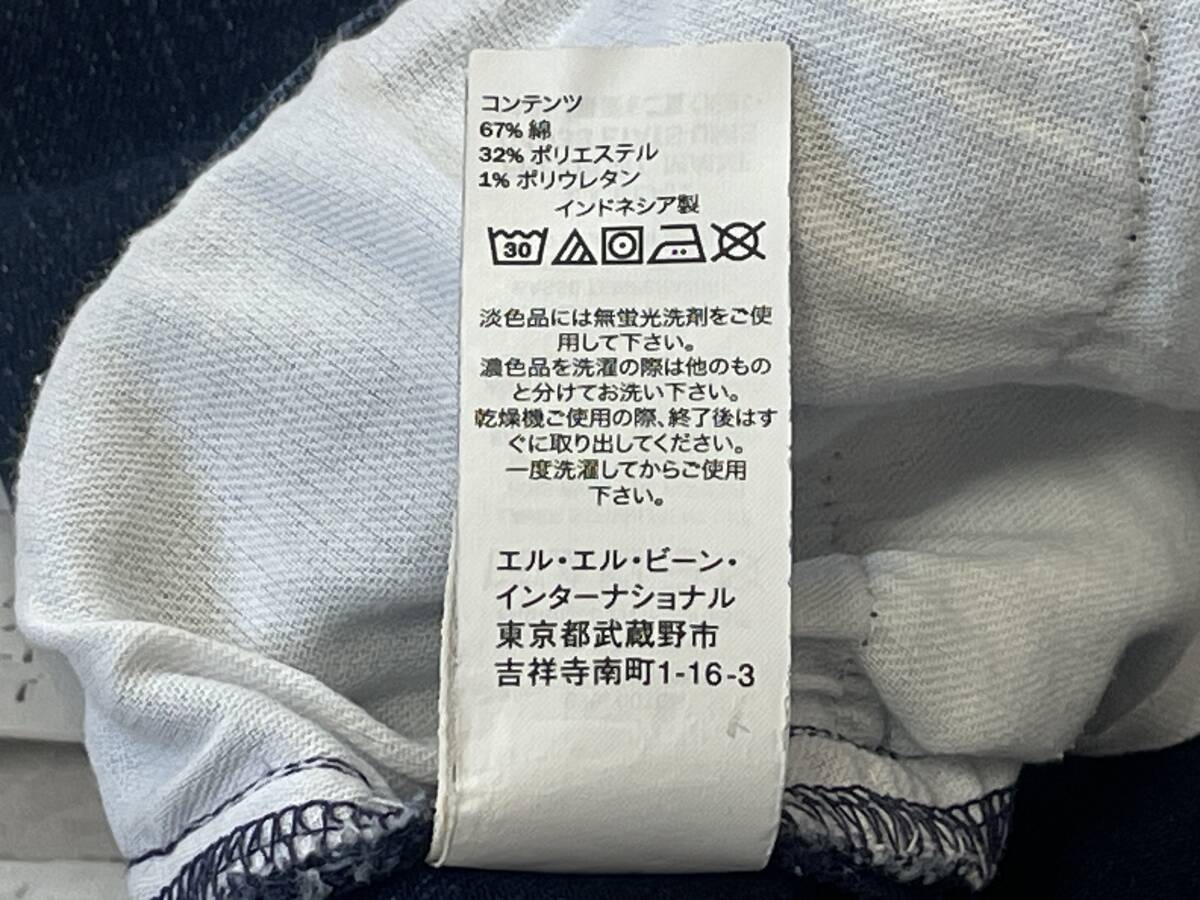 コンテンツ
67% 綿
32% ポリエステル
1% ポリウレタン
インドネシア製
30
淡色品には無蛍光洗剤をご使
用して下さい。
濃色品を洗濯の際は他のもの
と分けてお洗い下さい。
乾燥機ご使用の際、終了後はす
ぐに取り出してください。
一度洗濯してからご使用
下さい。
エル・エル・ビーン・
インターナショナル
東京都武蔵野市
吉祥寺南町1-16-3